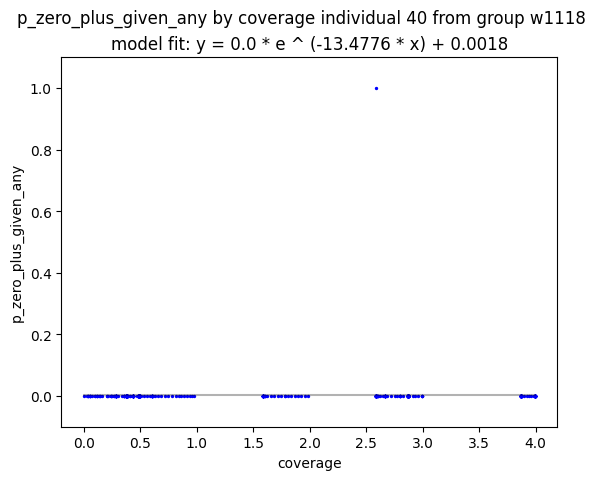 p_zero_plus_given_any by coverage individual 40 from group w1118
model fit: y = 0.0 * e ^ (-13.4776 * x) + 0.0018
1.0
0.8
0.6
0.4
0.2
0.0
p_zero_plus_given_any
0.0 0.5 1.0 1.5 2.0 2.5 3.0 3.5 4.0
coverage